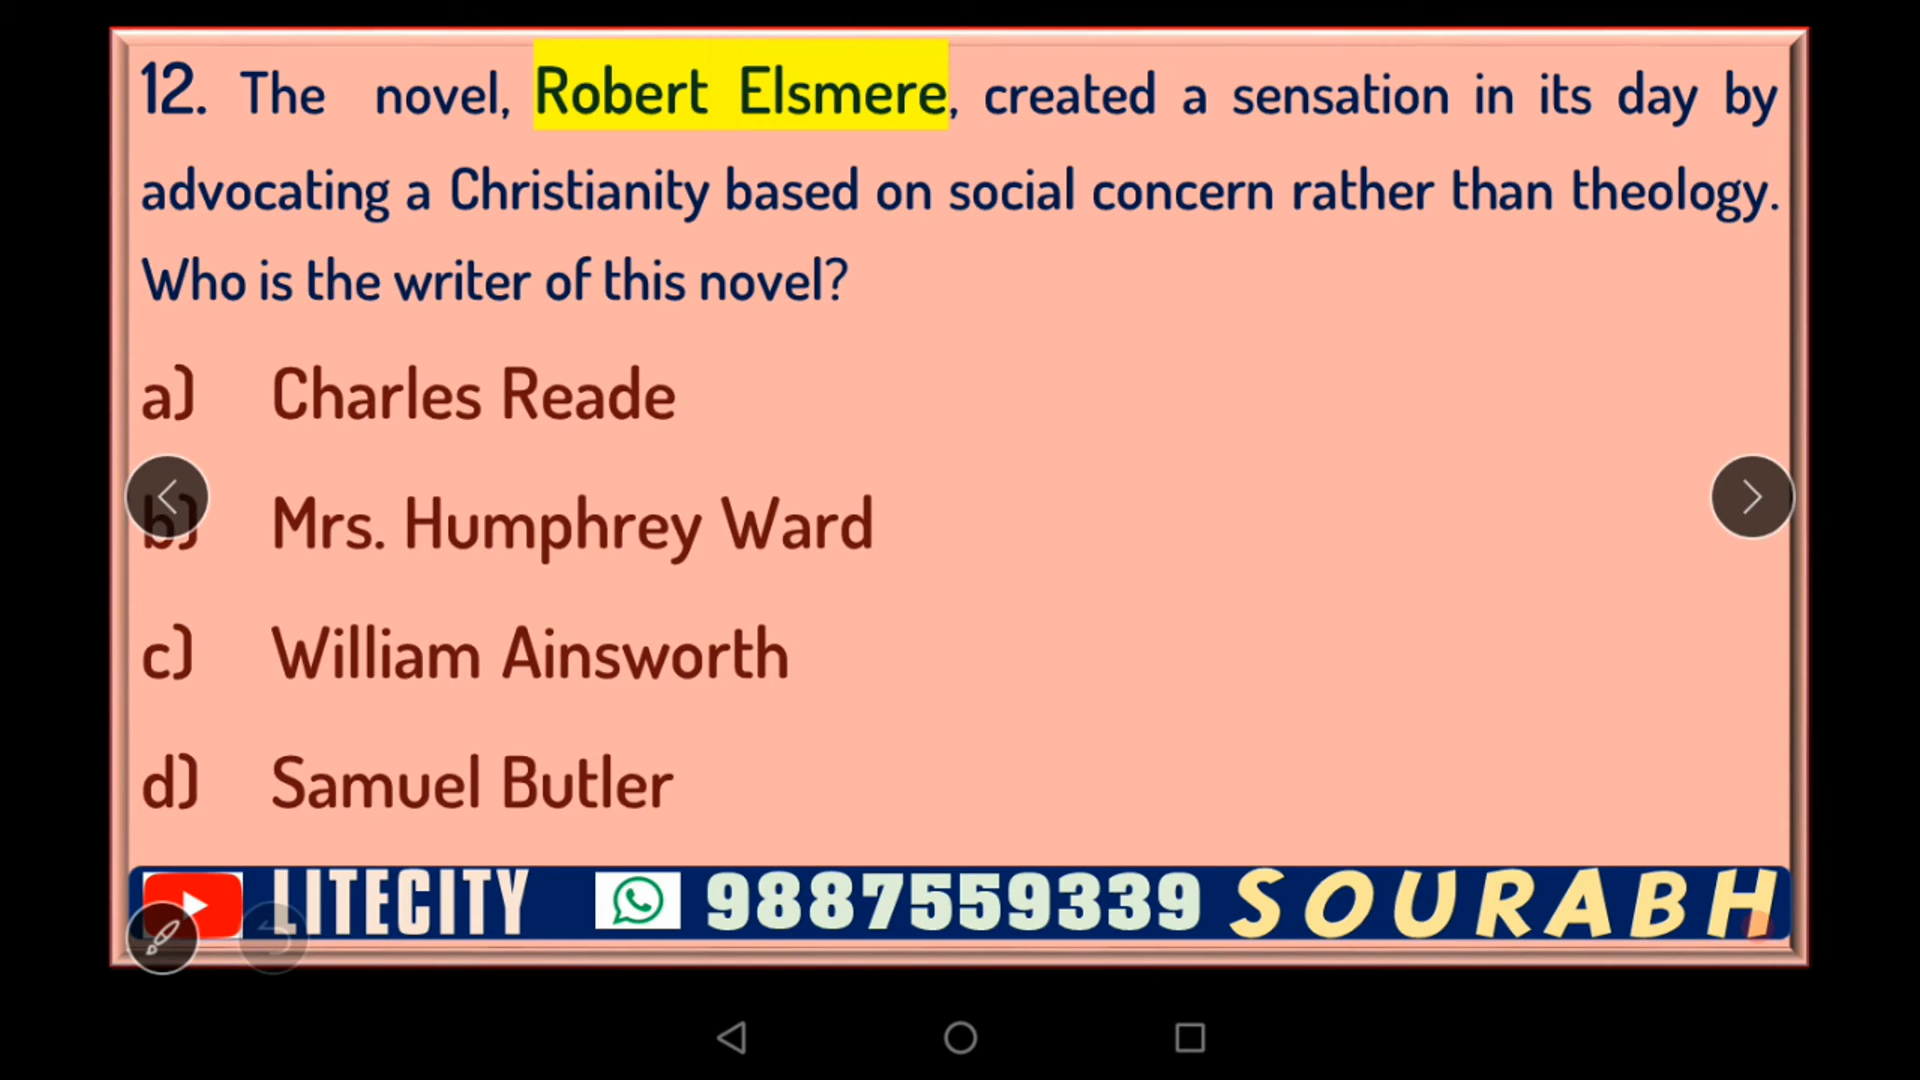 12. The novel, Robert Elsmere, created a sensation in its day by
advocating a Christianity based on social concern rather than theology.
Who is the writer of this novel?
a) Charles Reade
b) Mrs. Humphrey Ward
c) William Ainsworth
d) Samuel Butler
LITECITY 9887559339 SOURABH